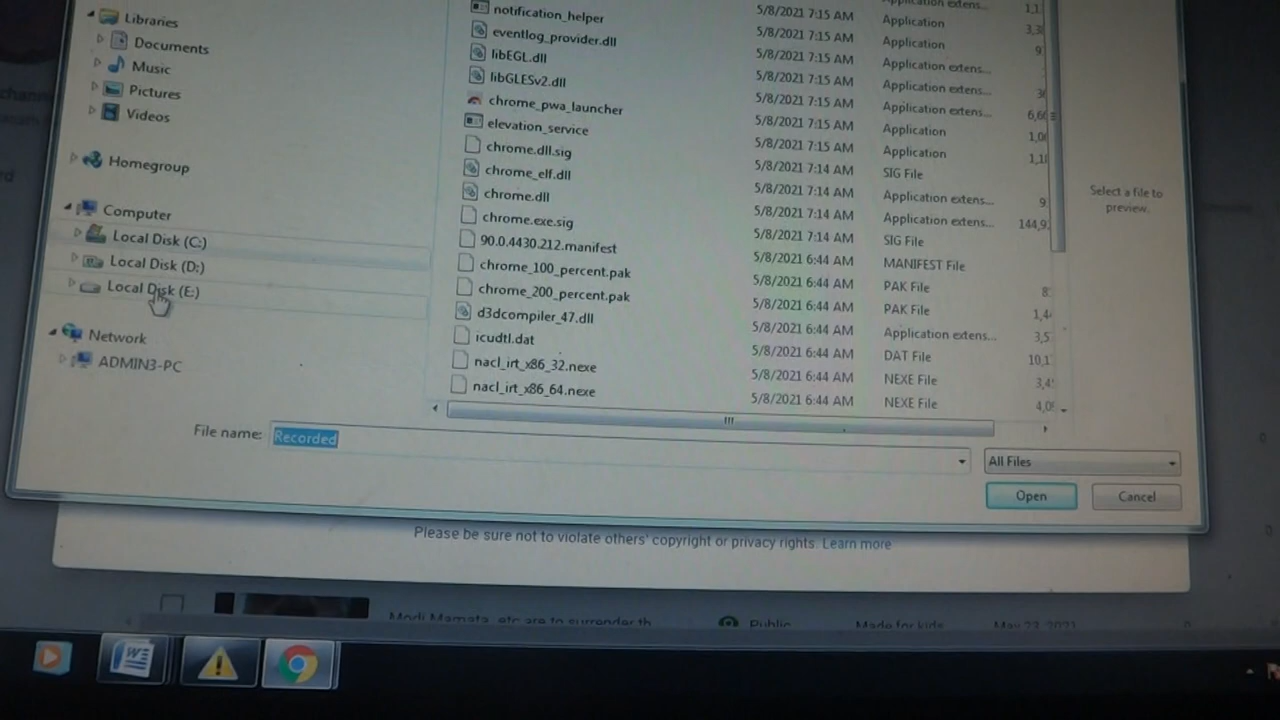 Libraries
Documents
Music
Pictures
Videos
Homegroup
Computer
Local Disk (C:)
Local Disk (D:)
Local Disk (E:)
Network
ADMIN3-PC
notification_helper 5/8/2021 7:15 AM Application
eventlog_provider.dll 5/8/2021 7:15 AM Application
libEGL.dll 5/8/2021 7:15 AM Application extens...
libGLESv2.dll 5/8/2021 7:15 AM Application extens...
chrome_pwa_launcher 5/8/2021 7:15 AM Application extens...
elevation_service 5/8/2021 7:15 AM Application
chrome.dll.sig 5/8/2021 7:15 AM Application
chrome_elf.dll 5/8/2021 7:14 AM SIG File
chrome.dll 5/8/2021 7:14 AM Application extens...
chrome.exe.sig 5/8/2021 7:14 AM Application extens... 144,9
90.0.4430.212.manifest 5/8/2021 7:14 AM SIG File
chrome_100_percent.pak 5/8/2021 6:44 AM MANIFEST File
chrome_200_percent.pak 5/8/2021 6:44 AM PAK File
d3dcompiler_47.dll 5/8/2021 6:44 AM PAK File
icudtl.dat 5/8/2021 6:44 AM Application extens...
nacl_irt_x86_32.nexe 5/8/2021 6:44 AM DAT File
nacl_irt_x86_64.nexe 5/8/2021 6:44 AM NEXE File
5/8/2021 6:44 AM NEXE File
Select a file to
preview.
File name: Recorded All Files
Open Cancel
Please be sure not to violate others' copyright or privacy rights. Learn more
Public Made for kids May 23, 2021